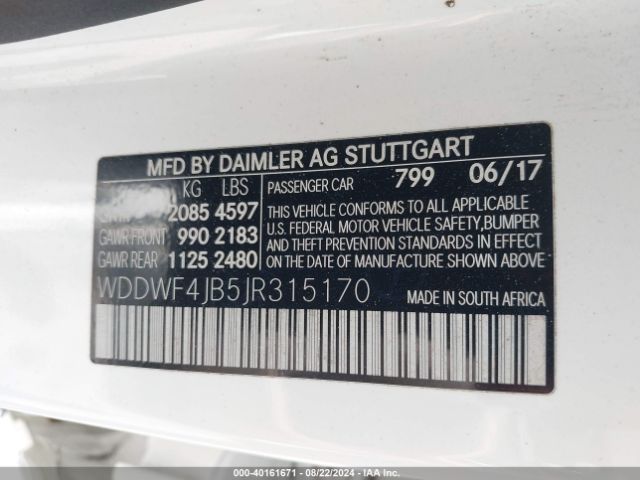 MFD BY DAIMLER AG STUTTGART
KG LBS
2085 4597
GAWR FRONT 990 2183
GAWR REAR 1125 2480
PASSENGER CAR 799 06/17
THIS VEHICLE CONFORMS TO ALL APPLICABLE
U.S. FEDERAL MOTOR VEHICLE SAFETY,BUMPER
AND THEFT PREVENTION STANDARDS IN EFFECT
ON THE DATE OF MANUFACTURE SHOWN ABOVE.
WDDWF4JB5JR315170 MADE IN SOUTH AFRICA
000-40161671 - 08/22/2024 - IAA Inc.